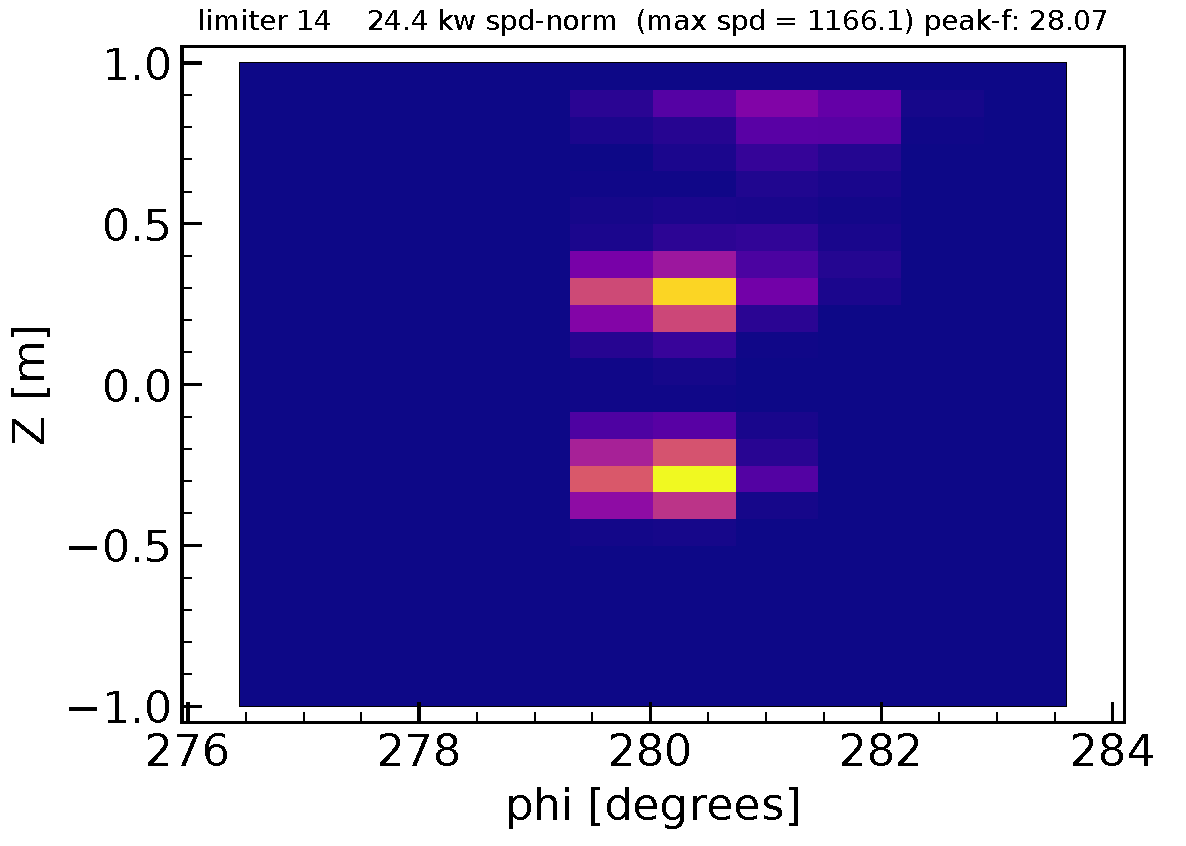 limiter 14 24.4 kw spd-norm (max spd = 1166.1) peak-f: 28.07
1.0
0.5
0.0
−0.5
−1.0
Z [m]
276 278 280 282 284
phi [degrees]